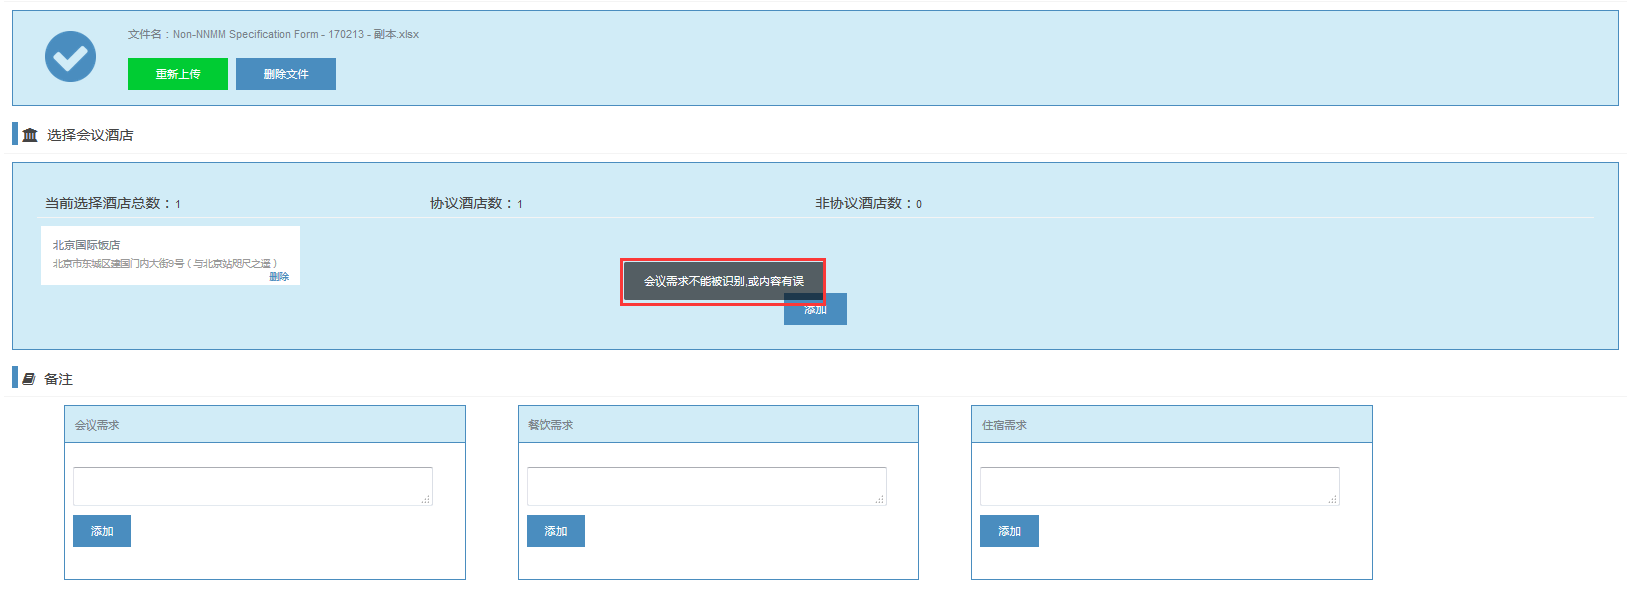 文件名：Non-NNMM Specification Form - 170213 - 副本.xlsx
重新上传
删除文件
选择会议酒店
当前选择酒店总数：1
协议酒店数：1
非协议酒店数：0
北京国际饭店
北京市东城区建国门内大街9号（与北京站咫尺之遥）
删除
会议需求不能被识别,或内容有误
添加
备注
会议需求
餐饮需求
住宿需求
添加
添加
添加